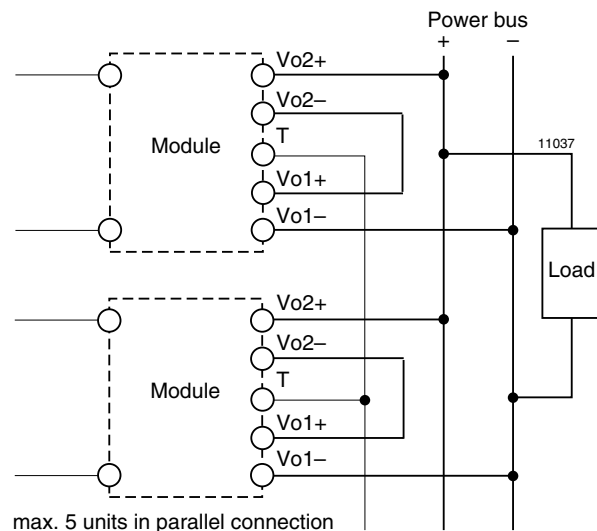 Power bus
+ –
Vo2+
Vo2–
T
Module
Vo1+
Vo1–
11037
Load
Vo2+
Vo2–
T
Module
Vo1+
Vo1–
max. 5 units in parallel connection